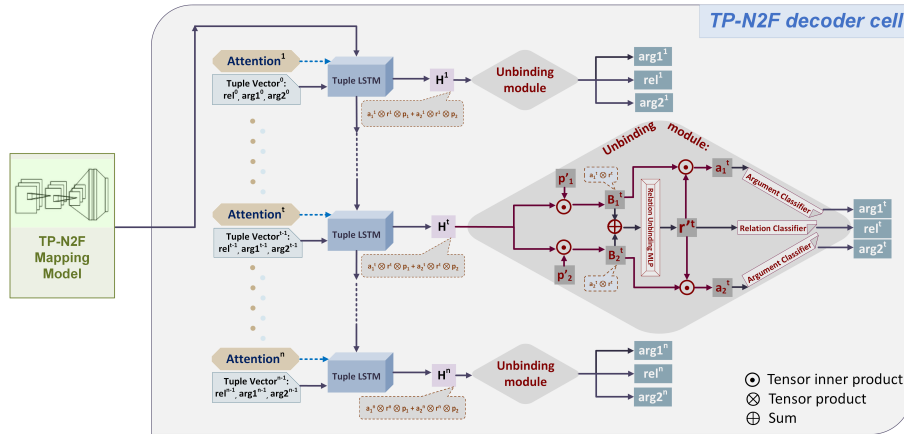 TP-N2F decoder cell
Attention¹
Tuple Vector⁰:
rel⁰, arg1⁰, arg2⁰
Tuple LSTM
H¹
a₁¹ ⊗ r¹ ⊗ p₁ + a₂¹ ⊗ r¹ ⊗ p₂
Unbinding
module
arg1¹
rel¹
arg2¹
TP-N2F
Mapping
Model
Attentionᵗ
Tuple Vectorᵗ⁻¹:
relᵗ⁻¹, arg1ᵗ⁻¹, arg2ᵗ⁻¹
Tuple LSTM
Hᵗ
a₁ᵗ ⊗ rᵗ ⊗ p₁ + a₂ᵗ ⊗ rᵗ ⊗ p₂
Unbinding module:
p'₁
a₁ᵗ ⊗ rᵗ
B₁ᵗ
p'₂
B₂ᵗ
a₂ᵗ ⊗ rᵗ
Relation Unbinding MLP
r'ᵗ
a₁ᵗ
a₂ᵗ
Argument Classifier
Relation Classifier
Argument Classifier
arg1ᵗ
relᵗ
arg2ᵗ
Attentionⁿ
Tuple Vectorⁿ⁻¹:
relⁿ⁻¹, arg1ⁿ⁻¹, arg2ⁿ⁻¹
Tuple LSTM
Hⁿ
a₁ⁿ ⊗ rⁿ ⊗ p₁ + a₂ⁿ ⊗ rⁿ ⊗ p₂
Unbinding
module
arg1ⁿ
relⁿ
arg2ⁿ
Tensor inner product
Tensor product
Sum